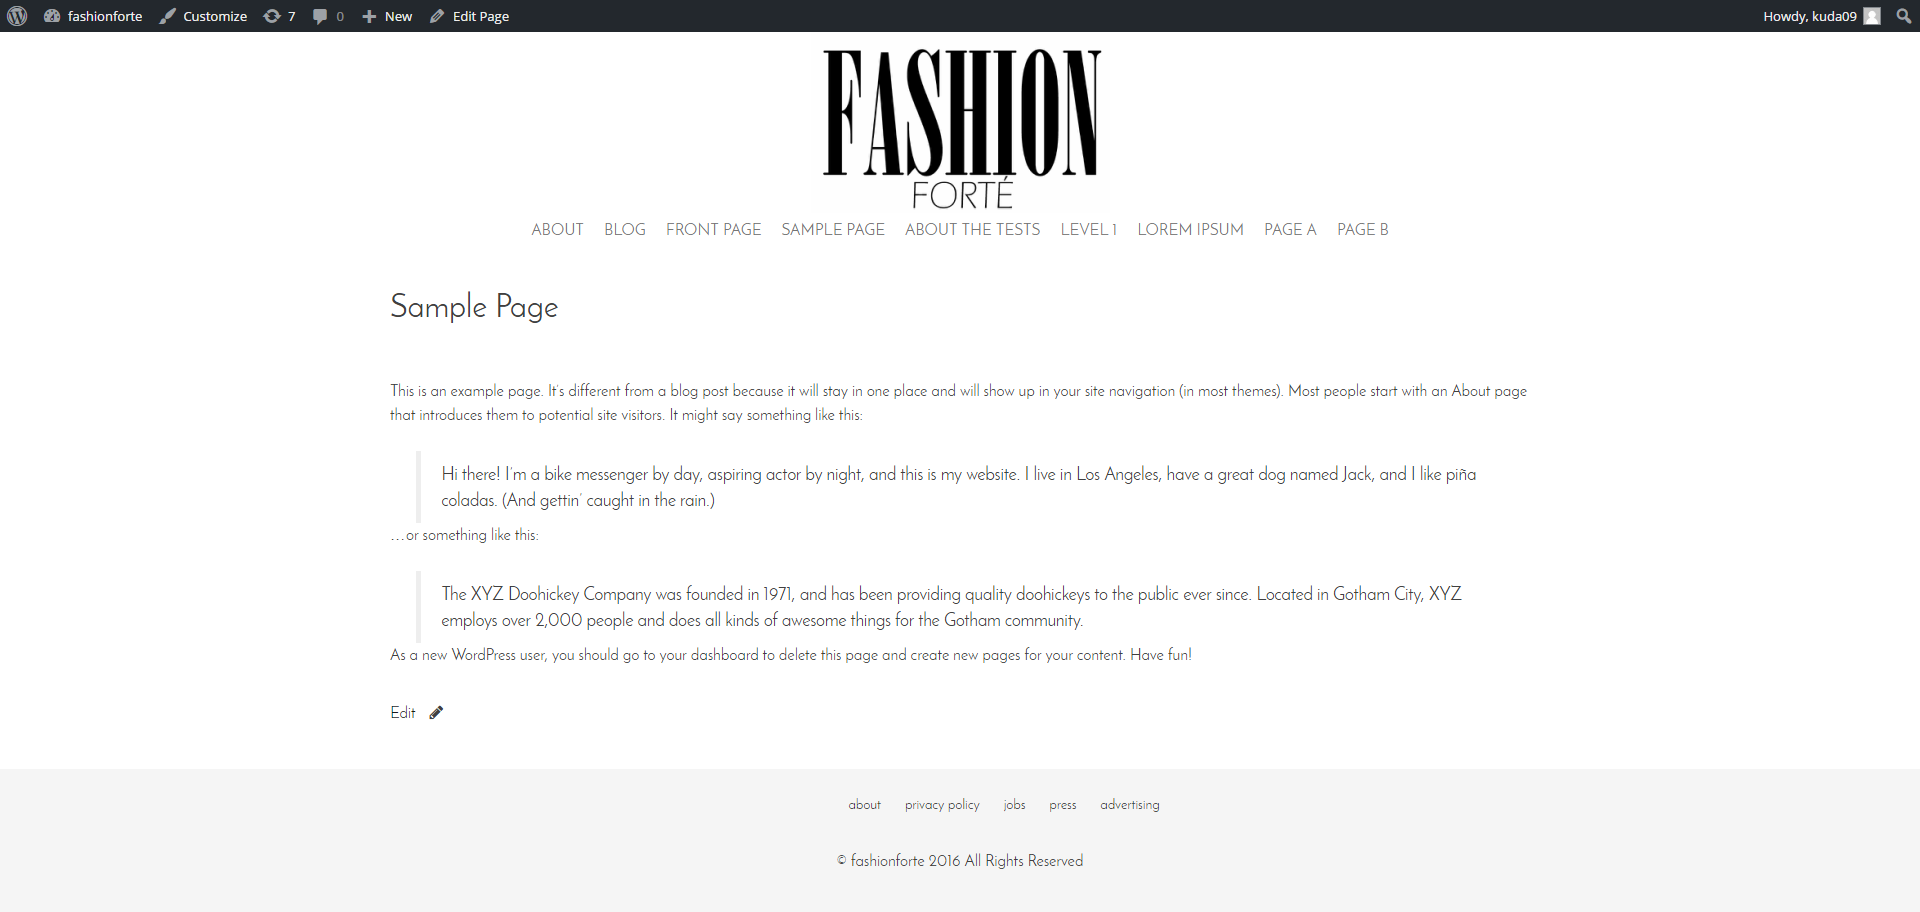 fashionforte Customize 7 0 New Edit Page Howdy, kuda09
FASHION
FORTÉ
ABOUT BLOG FRONT PAGE SAMPLE PAGE ABOUT THE TESTS LEVEL 1 LOREM IPSUM PAGE A PAGE B
Sample Page
This is an example page. It's different from a blog post because it will stay in one place and will show up in your site navigation (in most themes). Most people start with an About page
that introduces them to potential site visitors. It might say something like this:
Hi there! I'm a bike messenger by day, aspiring actor by night, and this is my website. I live in Los Angeles, have a great dog named Jack, and I like piña
coladas. (And gettin' caught in the rain.)
…or something like this:
The XYZ Doohickey Company was founded in 1971, and has been providing quality doohickeys to the public ever since. Located in Gotham City, XYZ
employs over 2,000 people and does all kinds of awesome things for the Gotham community.
As a new WordPress user, you should go to your dashboard to delete this page and create new pages for your content. Have fun!
Edit
about privacy policy jobs press advertising
© fashionforte 2016 All Rights Reserved